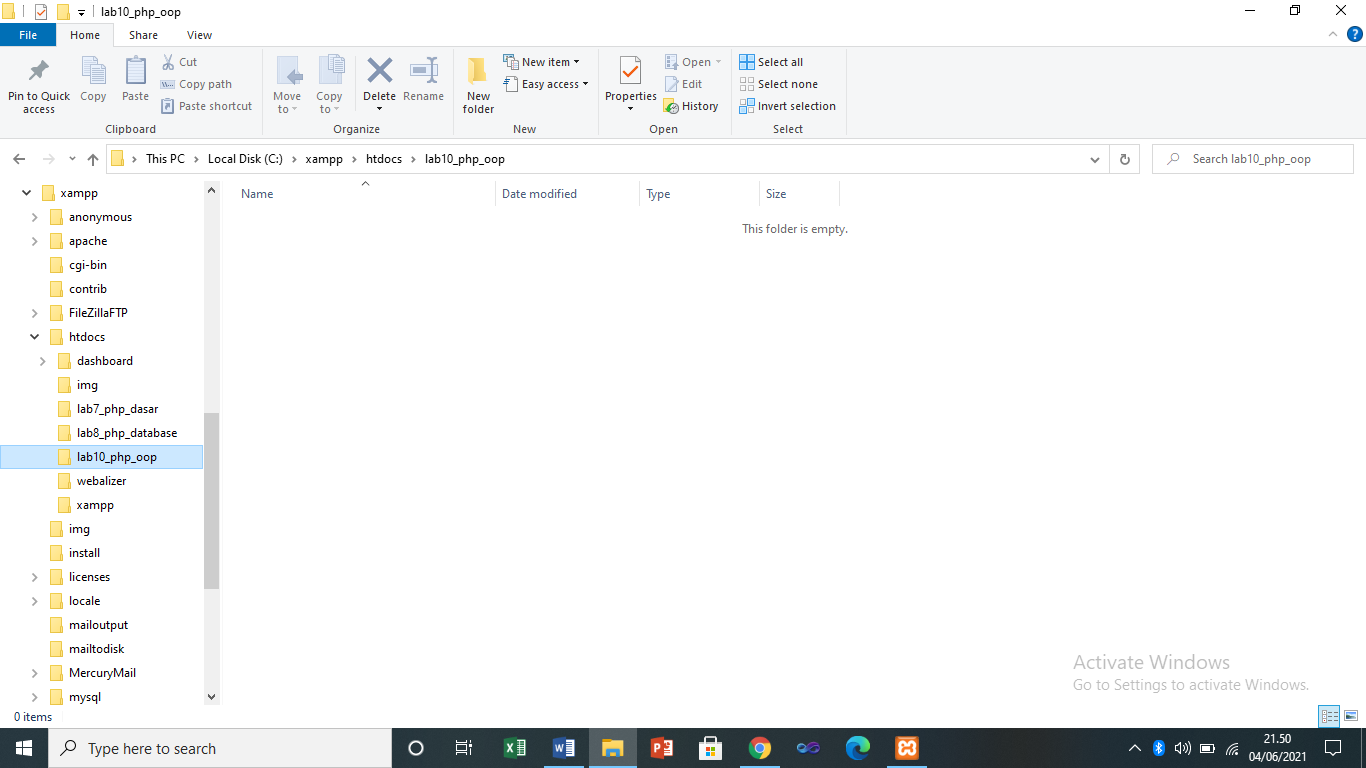 lab10_php_oop
File
Home
Share
View
Pin to Quick access
Copy
Paste
Cut
Copy path
Paste shortcut
Clipboard
Move to
Copy to
Delete
Rename
Organize
New folder
New item
Easy access
New
Properties
Open
Edit
History
Open
Select all
Select none
Invert selection
Select
This PC > Local Disk (C:) > xampp > htdocs > lab10_php_oop
Search lab10_php_oop
xampp
anonymous
apache
cgi-bin
contrib
FileZillaFTP
htdocs
dashboard
img
lab7_php_dasar
lab8_php_database
lab10_php_oop
webalizer
xampp
img
install
licenses
locale
mailoutput
mailtodisk
MercuryMail
mysql
Name
Date modified
Type
Size
This folder is empty.
Activate Windows
Go to Settings to activate Windows.
0 items
Type here to search
21.50
04/06/2021